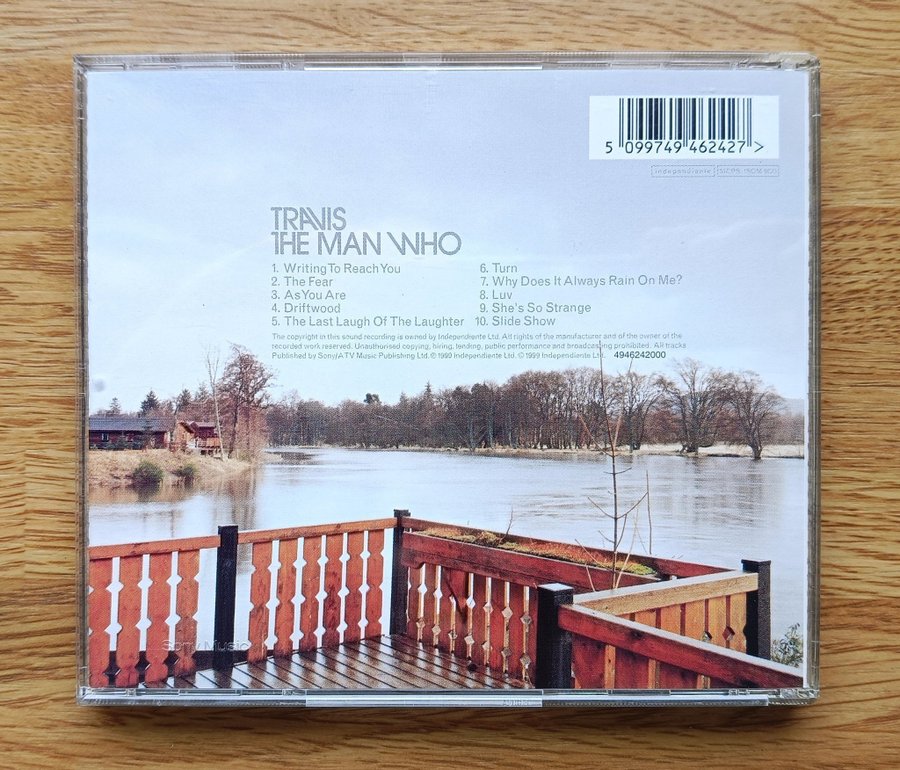 5 099749 462427 >
independiente
TRAVIS
THE MAN WHO
1. Writing To Reach You
2. The Fear
3. As You Are
4. Driftwood
5. The Last Laugh Of The Laughter
6. Turn
7. Why Does It Always Rain On Me?
8. Luv
9. She's So Strange
10. Slide Show
The copyright in this sound recording is owned by Independiente Ltd. All rights of the manufacturer and of the owner of the
recorded work reserved. Unauthorised copying, hiring, lending, public performance and broadcasting prohibited. All tracks
Published by Sony/ATV Music Publishing Ltd. ℗ 1999 Independiente Ltd. © 1999 Independiente Ltd. 4946242000
Sony Music